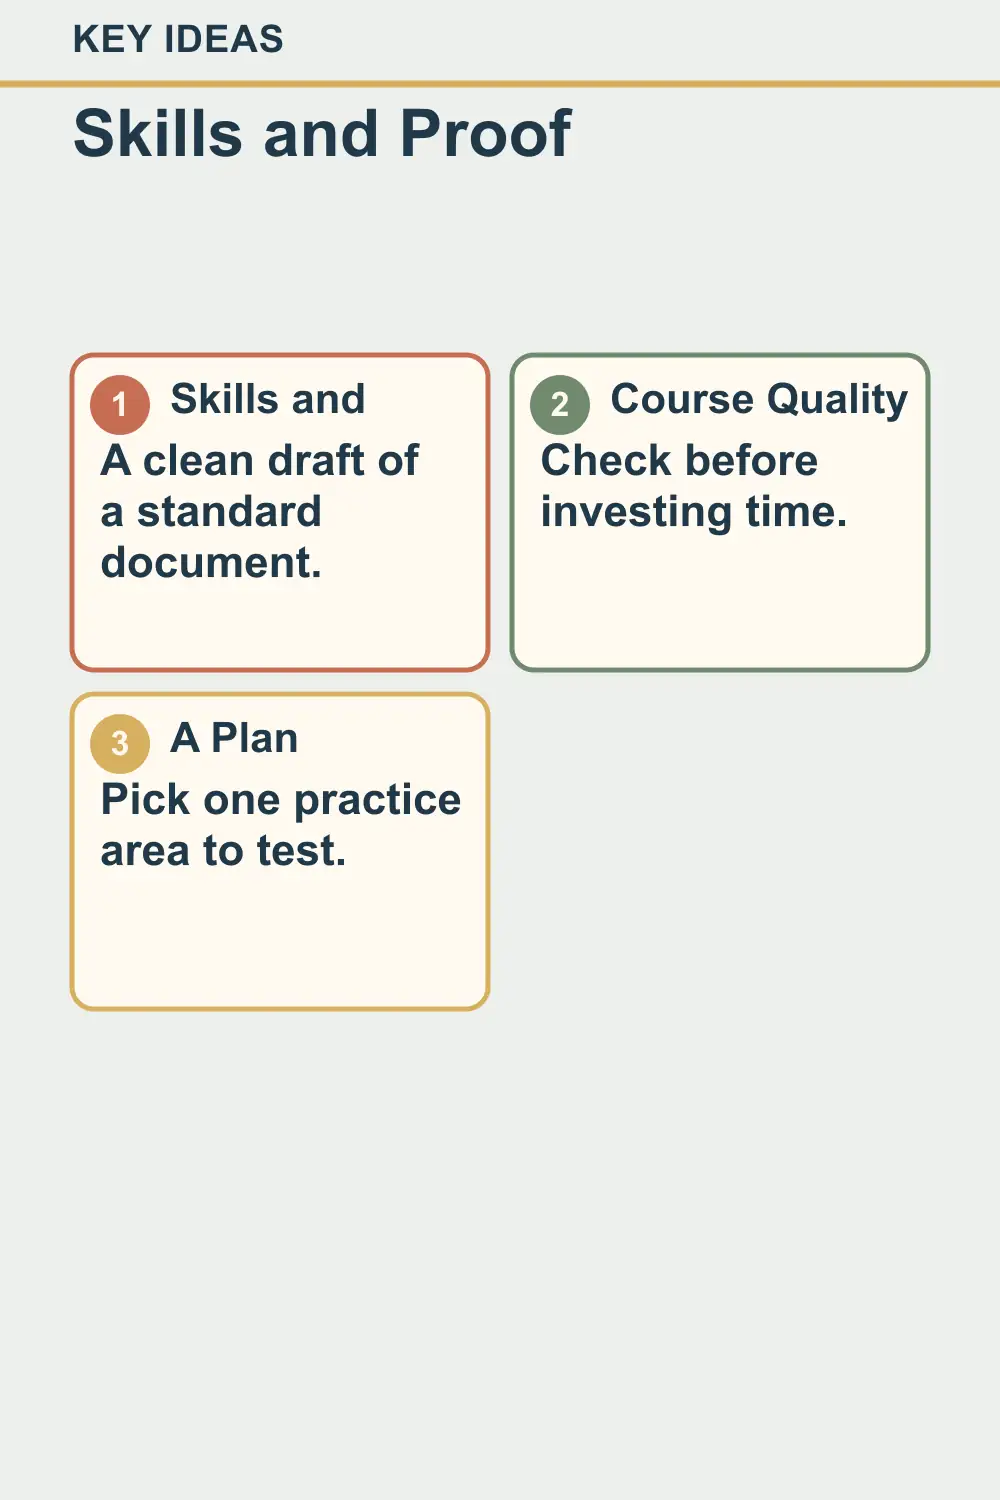 KEY IDEAS
Skills and Proof
1
Skills and
A clean draft of
a standard
document.
2
Course Quality
Check before
investing time.
3
A Plan
Pick one practice
area to test.